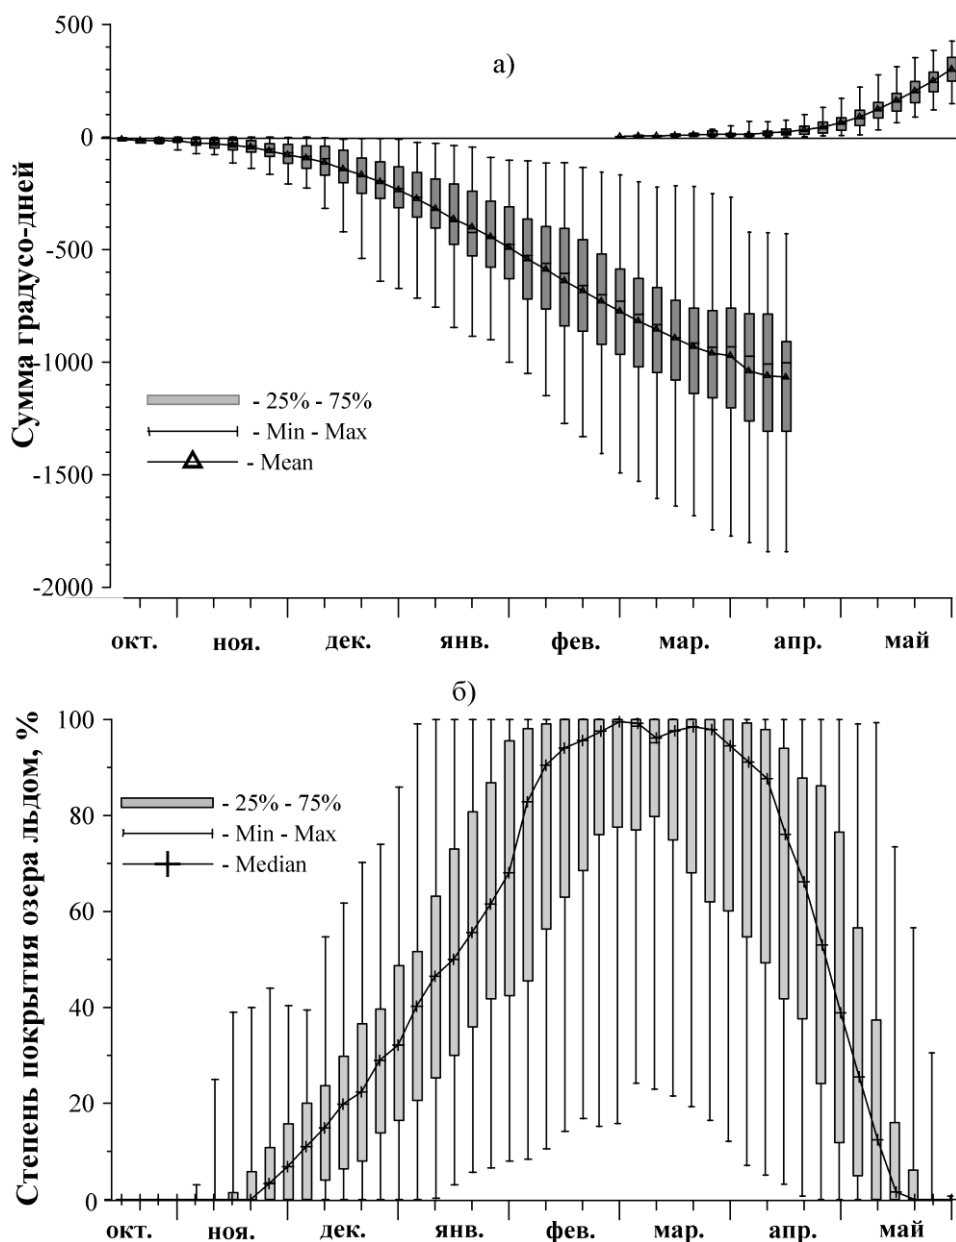 а)
Сумма градусо-дней
500
0
-500
-1000
-1500
-2000
- 25% - 75%
- Min - Max
- Mean
окт. ноя. дек. янв. фев. мар. апр. май
б)
Степень покрытия озера льдом, %
100
80
60
40
20
0
- 25% - 75%
- Min - Max
- Median
окт. ноя. дек. янв. фев. мар. апр. май